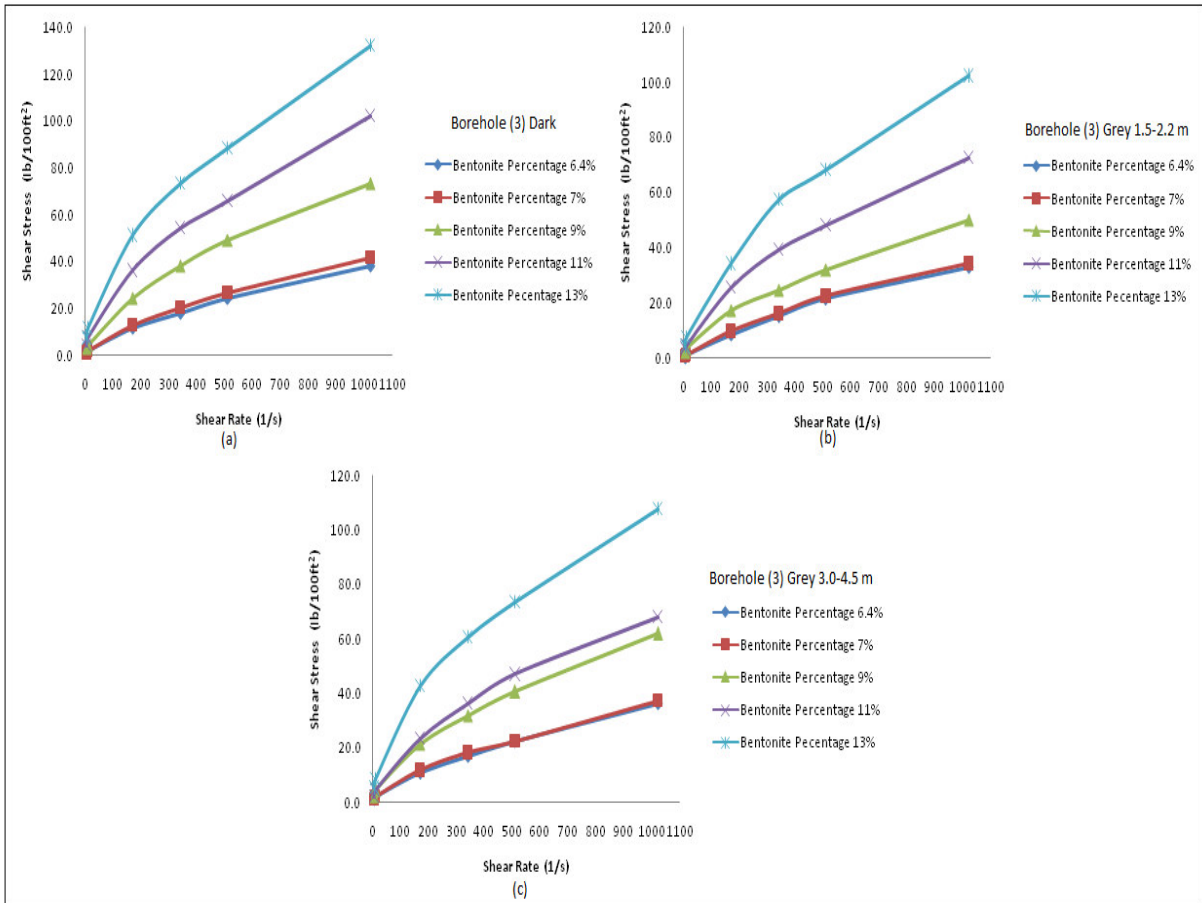 140.0
120.0
100.0
80.0
60.0
40.0
20.0
0.0
Shear Stress (lb/100ft²)
0 100 200 300 400 500 600 700 800 900 1000 1100
Shear Rate (1/s)
(a)
Borehole (3) Dark
Bentonite Percentage 6.4%
Bentonite Percentage 7%
Bentonite Percentage 9%
Bentonite Percentage 11%
Bentonite Pecentage 13%
120.0
100.0
80.0
60.0
40.0
20.0
0.0
Shear Stress (lb/100ft²)
0 100 200 300 400 500 600 700 800 900 1000 1100
Shear Rate (1/s)
(b)
Borehole (3) Grey 1.5-2.2 m
Bentonite Percentage 6.4%
Bentonite Percentage 7%
Bentonite Percentage 9%
Bentonite Percentage 11%
Bentonite Pecentage 13%
120.0
100.0
80.0
60.0
40.0
20.0
0.0
Shear Stress (lb/100ft²)
0 100 200 300 400 500 600 700 800 900 1000 1100
Shear Rate (1/s)
(c)
Borehole (3) Grey 3.0-4.5 m
Bentonite Percentage 6.4%
Bentonite Percentage 7%
Bentonite Percentage 9%
Bentonite Percentage 11%
Bentonite Pecentage 13%